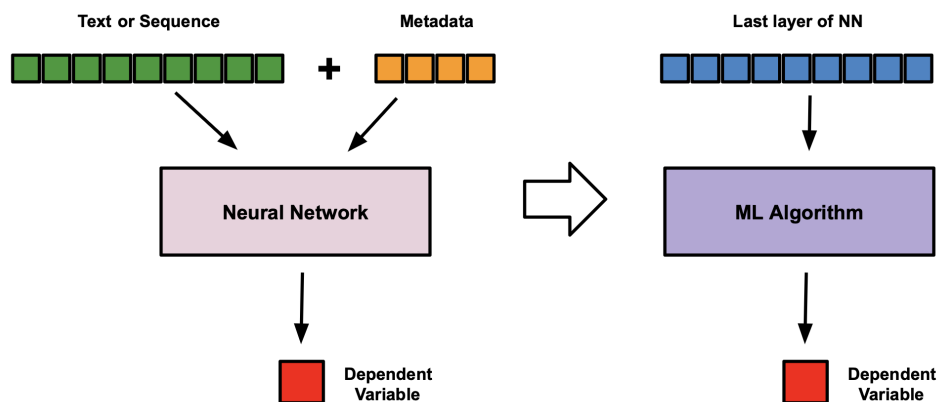 Text or Sequence
Metadata
Last layer of NN
+
Neural Network
ML Algorithm
Dependent
Variable
Dependent
Variable